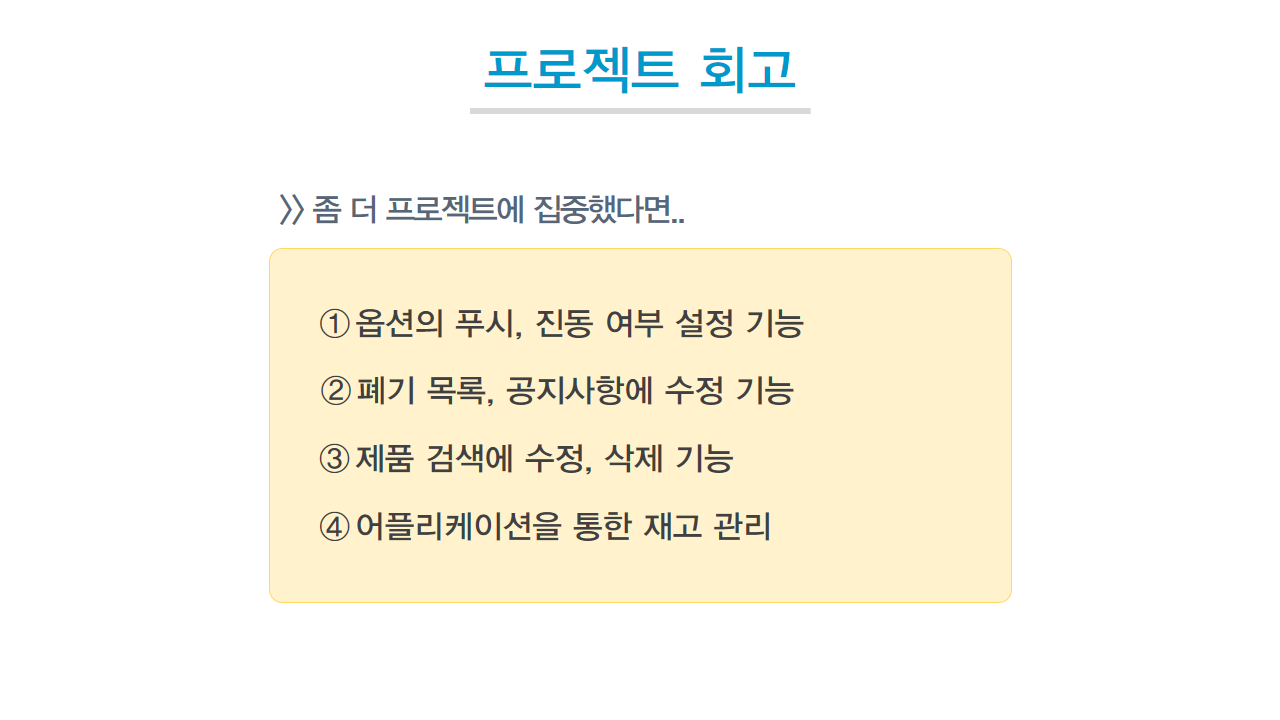 프로젝트 회고
>> 좀 더 프로젝트에 집중했다면..
① 옵션의 푸시, 진동 여부 설정 기능
② 폐기 목록, 공지사항에 수정 기능
③ 제품 검색에 수정, 삭제 기능
④ 어플리케이션을 통한 재고 관리